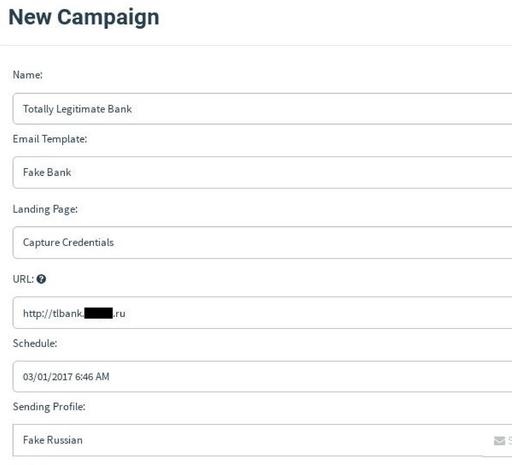 New Campaign
Name:
Totally Legitimate Bank
Email Template:
Fake Bank
Landing Page:
Capture Credentials
URL:
http://tlbank. .ru
Schedule:
03/01/2017 6:46 AM
Sending Profile:
Fake Russian